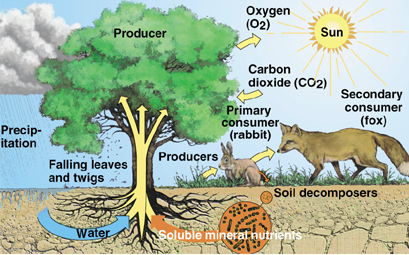 Producer
Oxygen
(O2)
Sun
Carbon
dioxide (CO2)
Secondary
consumer
(fox)
Primary
consumer
(rabbit)
Precip-
itation
Falling leaves
and twigs
Producers
Soil decomposers
Water
Soluble mineral nutrients